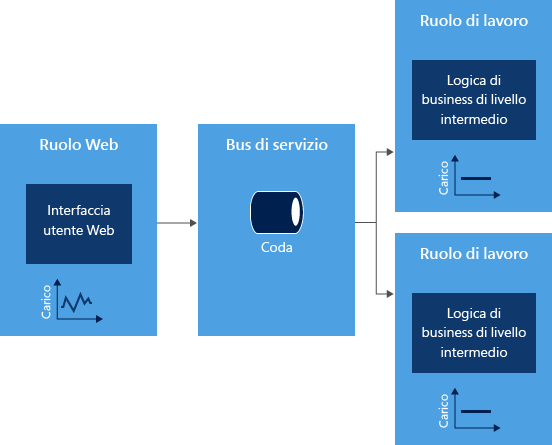 Ruolo Web
Interfaccia
utente Web
Carico
Bus di servizio
Coda
Ruolo di lavoro
Logica di
business di livello
intermedio
Carico
Ruolo di lavoro
Logica di
business di livello
intermedio
Carico